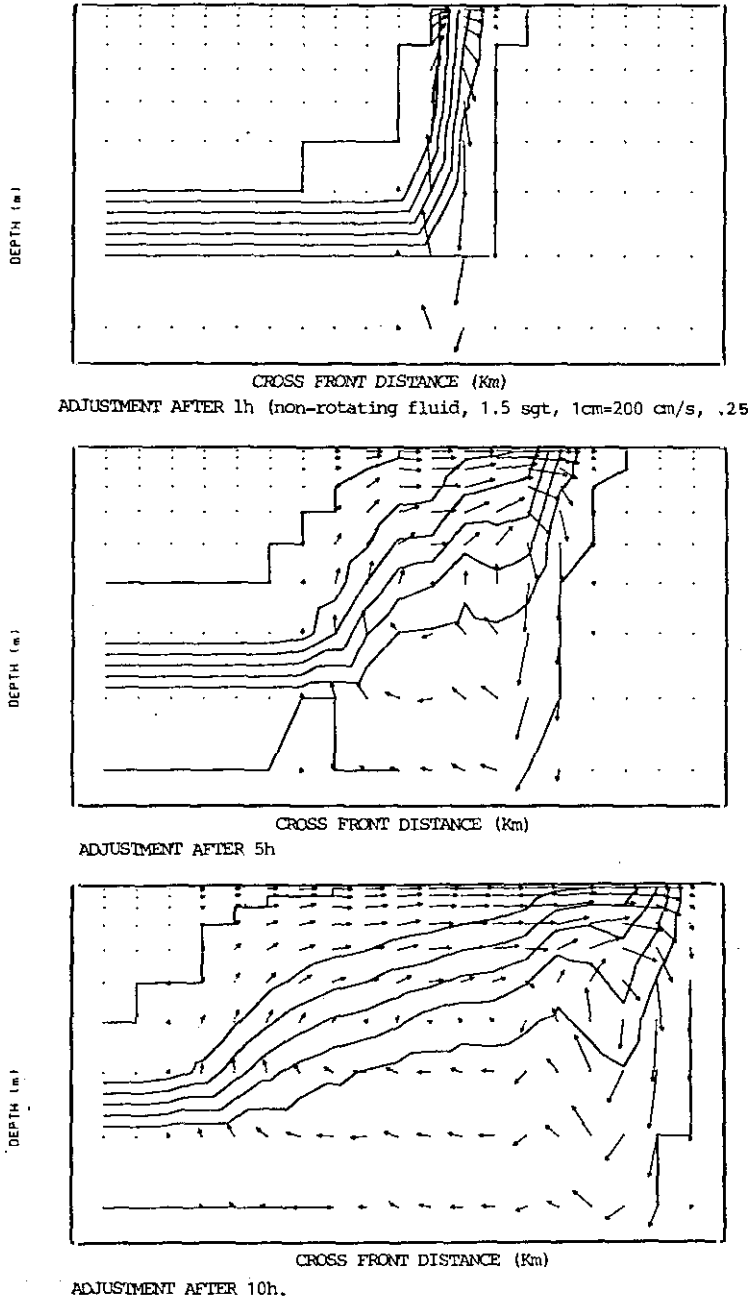 DEPTH (m)
CROSS FRONT DISTANCE (Km)
ADJUSTMENT AFTER 1h (non-rotating fluid, 1.5 sgt, 1cm=200 cm/s, .25
DEPTH (m)
CROSS FRONT DISTANCE (Km)
ADJUSTMENT AFTER 5h
DEPTH (m)
CROSS FRONT DISTANCE (Km)
ADJUSTMENT AFTER 10h.